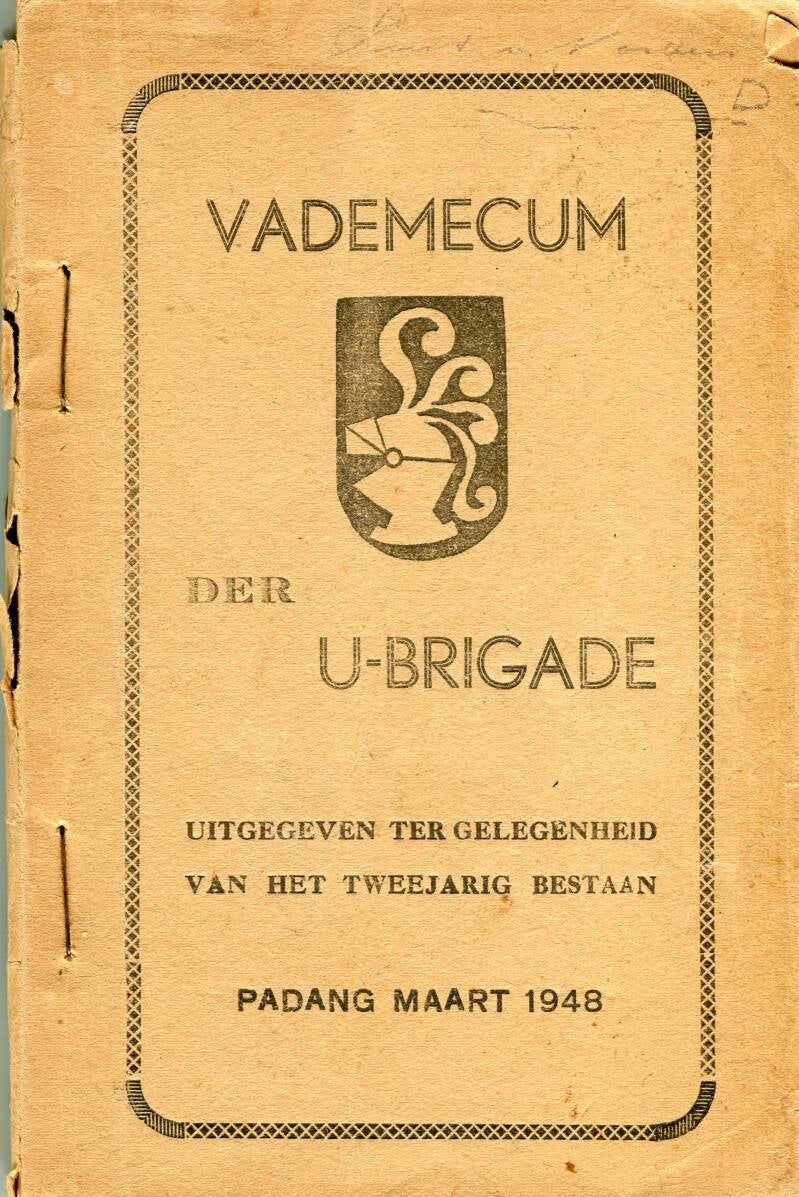 D
VADEMECUM
DER
U-BRIGADE
UITGEGEVEN TER GELEGENHEID
VAN HET TWEEJARIG BESTAAN
PADANG MAART 1948